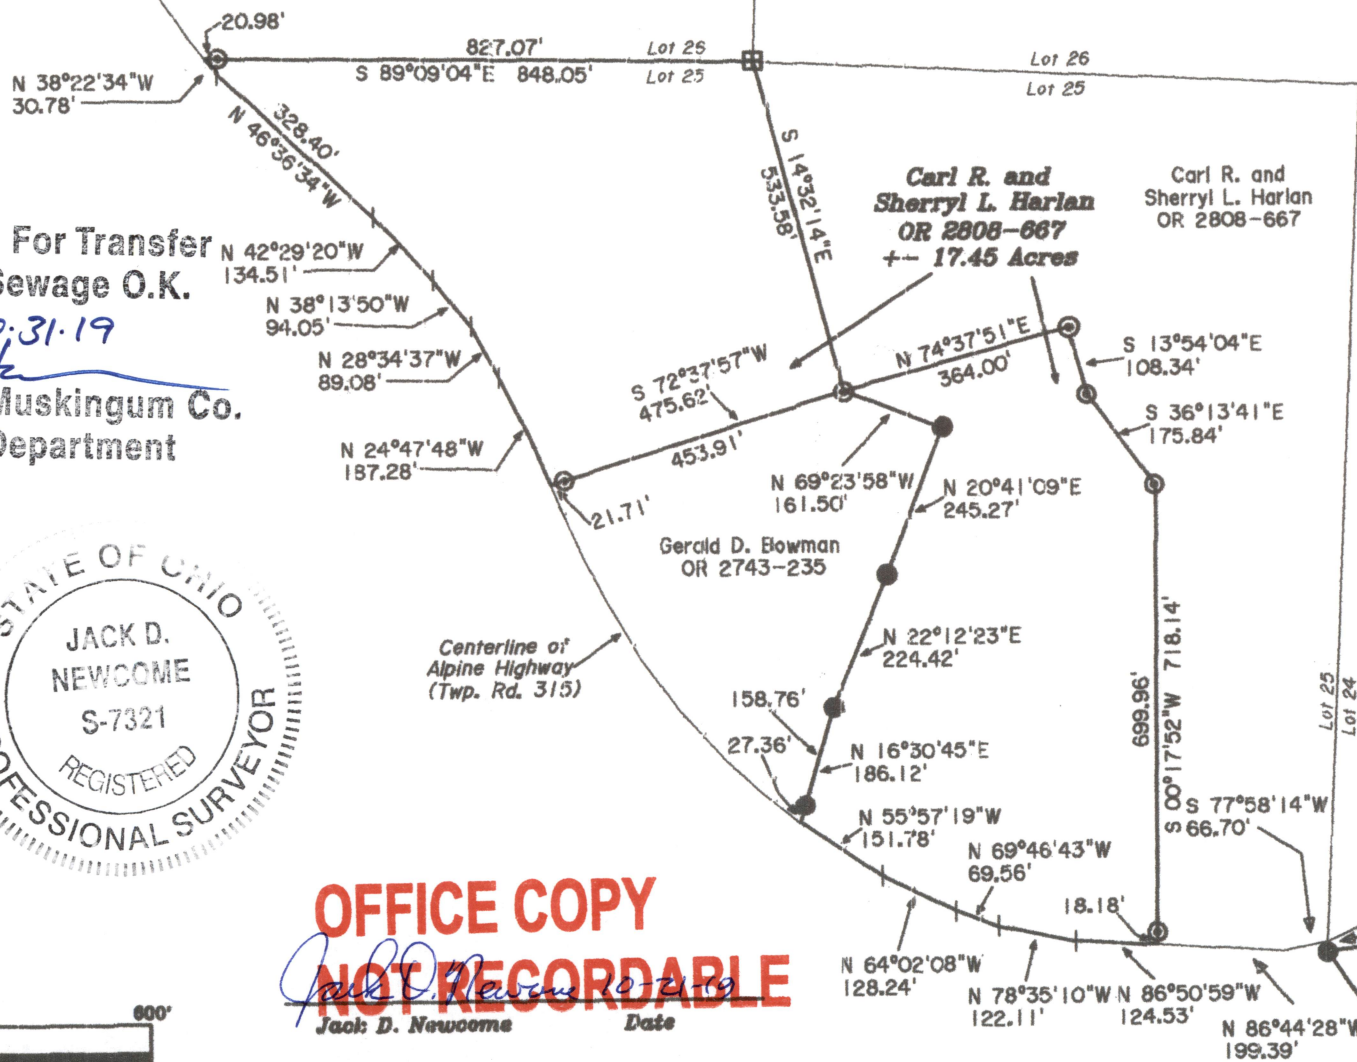 20.98'
827.07'
Lot 26
S 89°09'04"E 848.05'
Lot 25
Lot 26
Lot 25
N 38°22'34"W
30.78'
328.40'
N 46°36'34"W
S 14°32'14"E
533.58'
Carl R. and
Sherryl L. Harlan
OR 2808-667
+- 17.45 Acres
Carl R. and
Sherryl L. Harlan
OR 2808-667
For Transfer
Sewage O.K.
31·19
Muskingum Co.
Department
N 42°29'20"W
134.51'
N 38°13'50"W
94.05'
N 28°34'37"W
89.08'
N 24°47'48"W
187.28'
S 72°37'57"W
475.62'
453.91'
21.71'
N 74°37'51"E
364.00'
S 13°54'04"E
108.34'
S 36°13'41"E
175.84'
N 69°23'58"W
161.50'
N 20°41'09"E
245.27'
Gerald D. Bowman
OR 2743-235
N 22°12'23"E
224.42'
Centerline of
Alpine Highway
(Twp. Rd. 315)
158.76'
27.36'
N 16°30'45"E
186.12'
699.96'
S 00°17'52"W 718.14'
Lot 25
Lot 24
S 77°58'14"W
66.70'
N 55°57'19"W
151.78'
N 69°46'43"W
69.56'
18.18'
N 64°02'08"W
128.24'
N 78°35'10"W
122.11'
N 86°50'59"W
124.53'
N 86°44'28"W
199.39'
STATE OF OHIO
JACK D.
NEWCOME
S-7321
REGISTERED
PROFESSIONAL SURVEYOR
OFFICE COPY
NOT RECORDABLE
Jack D. Newcome 10-21-19
Jack D. Newcome Date
600'